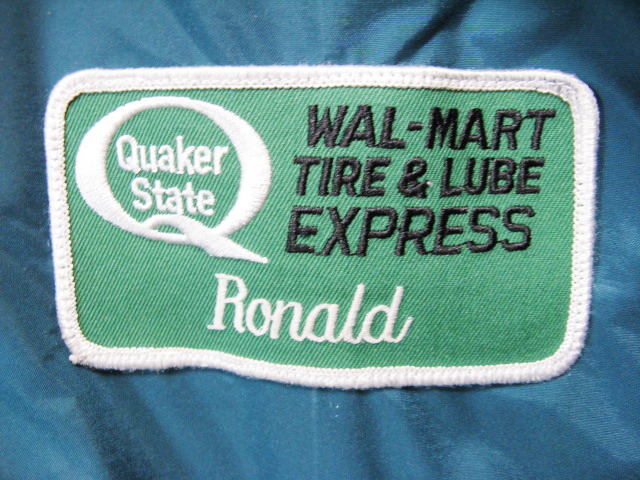 Quaker
State
WAL-MART
TIRE & LUBE
EXPRESS
Ronald